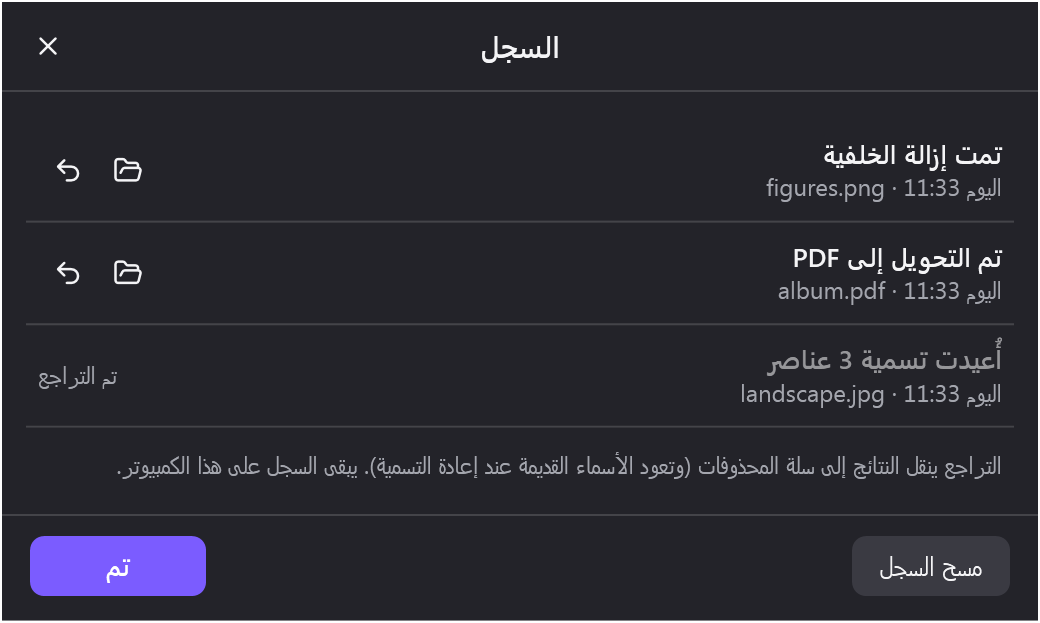 السجل
تمت إزالة الخلفية
اليوم 11:33 · figures.png
تم التحويل إلى PDF
اليوم 11:33 · album.pdf
أُعيدت تسمية 3 عناصر
اليوم 11:33 · landscape.jpg
تم التراجع
التراجع ينقل النتائج إلى سلة المحذوفات (وتعود الأسماء القديمة عند إعادة التسمية). يبقى السجل على هذا الكمبيوتر.
مسح السجل
تم